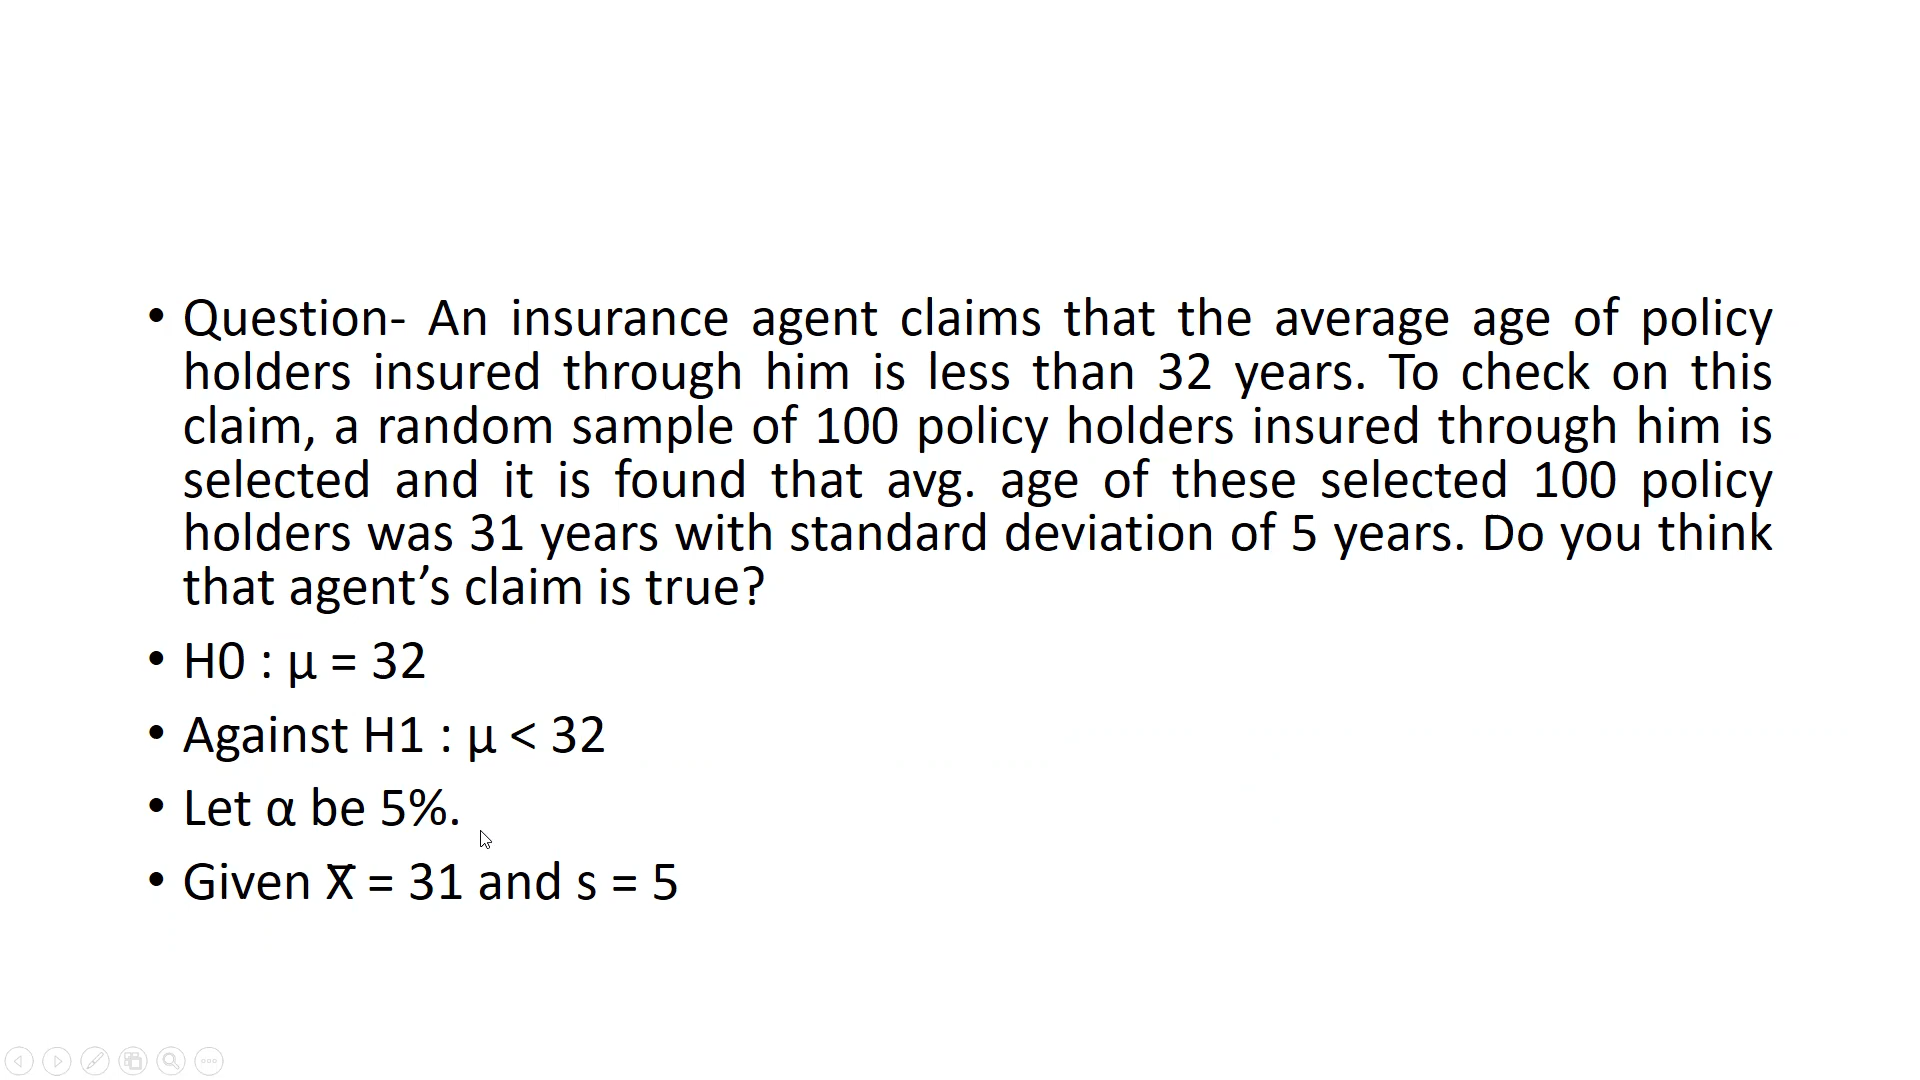 • Question- An insurance agent claims that the average age of policy
holders insured through him is less than 32 years. To check on this
claim, a random sample of 100 policy holders insured through him is
selected and it is found that avg. age of these selected 100 policy
holders was 31 years with standard deviation of 5 years. Do you think
that agent’s claim is true?
• H0 : μ = 32
• Against H1 : μ < 32
• Let α be 5%.
• Given X̅ = 31 and s = 5